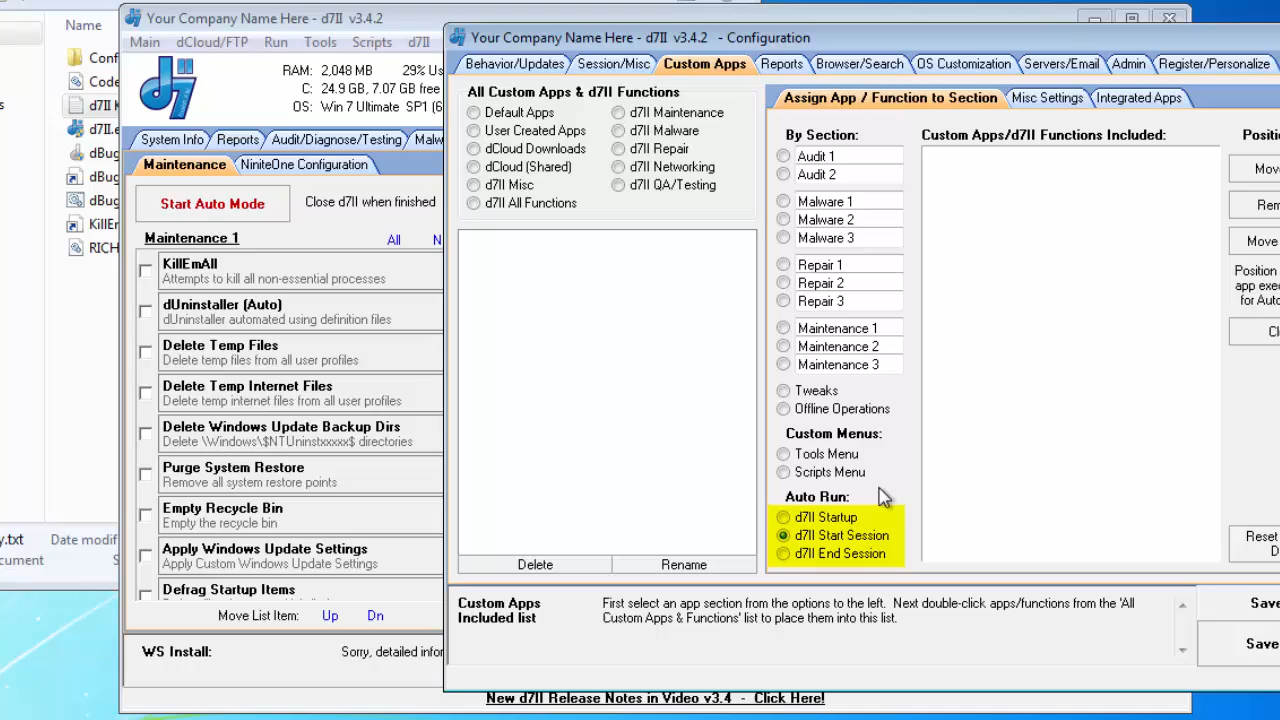 Name
Conf
Code
d7II K
d7II.e
dBug
dBug
dBug
KillEm
RICH
y.txt
Date modif
cument
S
Your Company Name Here - d7II v3.4.2
Main dCloud/FTP Run Tools Scripts d7II
RAM: 2,048 MB 29% Us
C: 24.9 GB, 7.07 GB free
OS: Win 7 Ultimate SP1 (6
System Info Reports Audit/Diagnose/Testing Malw
Maintenance NiniteOne Configuration
Start Auto Mode
Close d7II when finished
Maintenance 1
All N
KillEmAll
Attempts to kill all non-essential processes
dUninstaller (Auto)
dUninstaller automated using definition files
Delete Temp Files
Delete temp files from all user profiles
Delete Temp Internet Files
Delete temp internet files from all user profiles
Delete Windows Update Backup Dirs
Delete \Windows\$NTUninstxxxxx$ directories
Purge System Restore
Remove all system restore points
Empty Recycle Bin
Empty the recycle bin
Apply Windows Update Settings
Apply Custom Windows Update Settings
Defrag Startup Items
Move List Item: Up Dn
WS Install:
Sorry, detailed infor
New d7II Release Notes in Video v3.4 - Click Here!
Your Company Name Here - d7II v3.4.2 - Configuration
Behavior/Updates Session/Misc Custom Apps Reports Browser/Search OS Customization Servers/Email Admin Register/Personalize
All Custom Apps & d7II Functions
Default Apps
User Created Apps
dCloud Downloads
dCloud (Shared)
d7II Misc
d7II All Functions
d7II Maintenance
d7II Malware
d7II Repair
d7II Networking
d7II QA/Testing
Delete
Rename
Assign App / Function to Section Misc Settings Integrated Apps
By Section:
Audit 1
Audit 2
Malware 1
Malware 2
Malware 3
Repair 1
Repair 2
Repair 3
Maintenance 1
Maintenance 2
Maintenance 3
Tweaks
Offline Operations
Custom Menus:
Tools Menu
Scripts Menu
Auto Run:
d7II Startup
d7II Start Session
d7II End Session
Custom Apps/d7II Functions Included:
Positio
Move
Rem
Move
Position
app exec
for Auto
Cl
Reset
D
Custom Apps
Included list
First select an app section from the options to the left. Next double-click apps/functions from the 'All
Custom Apps & Functions' list to place them into this list.
Save
Save